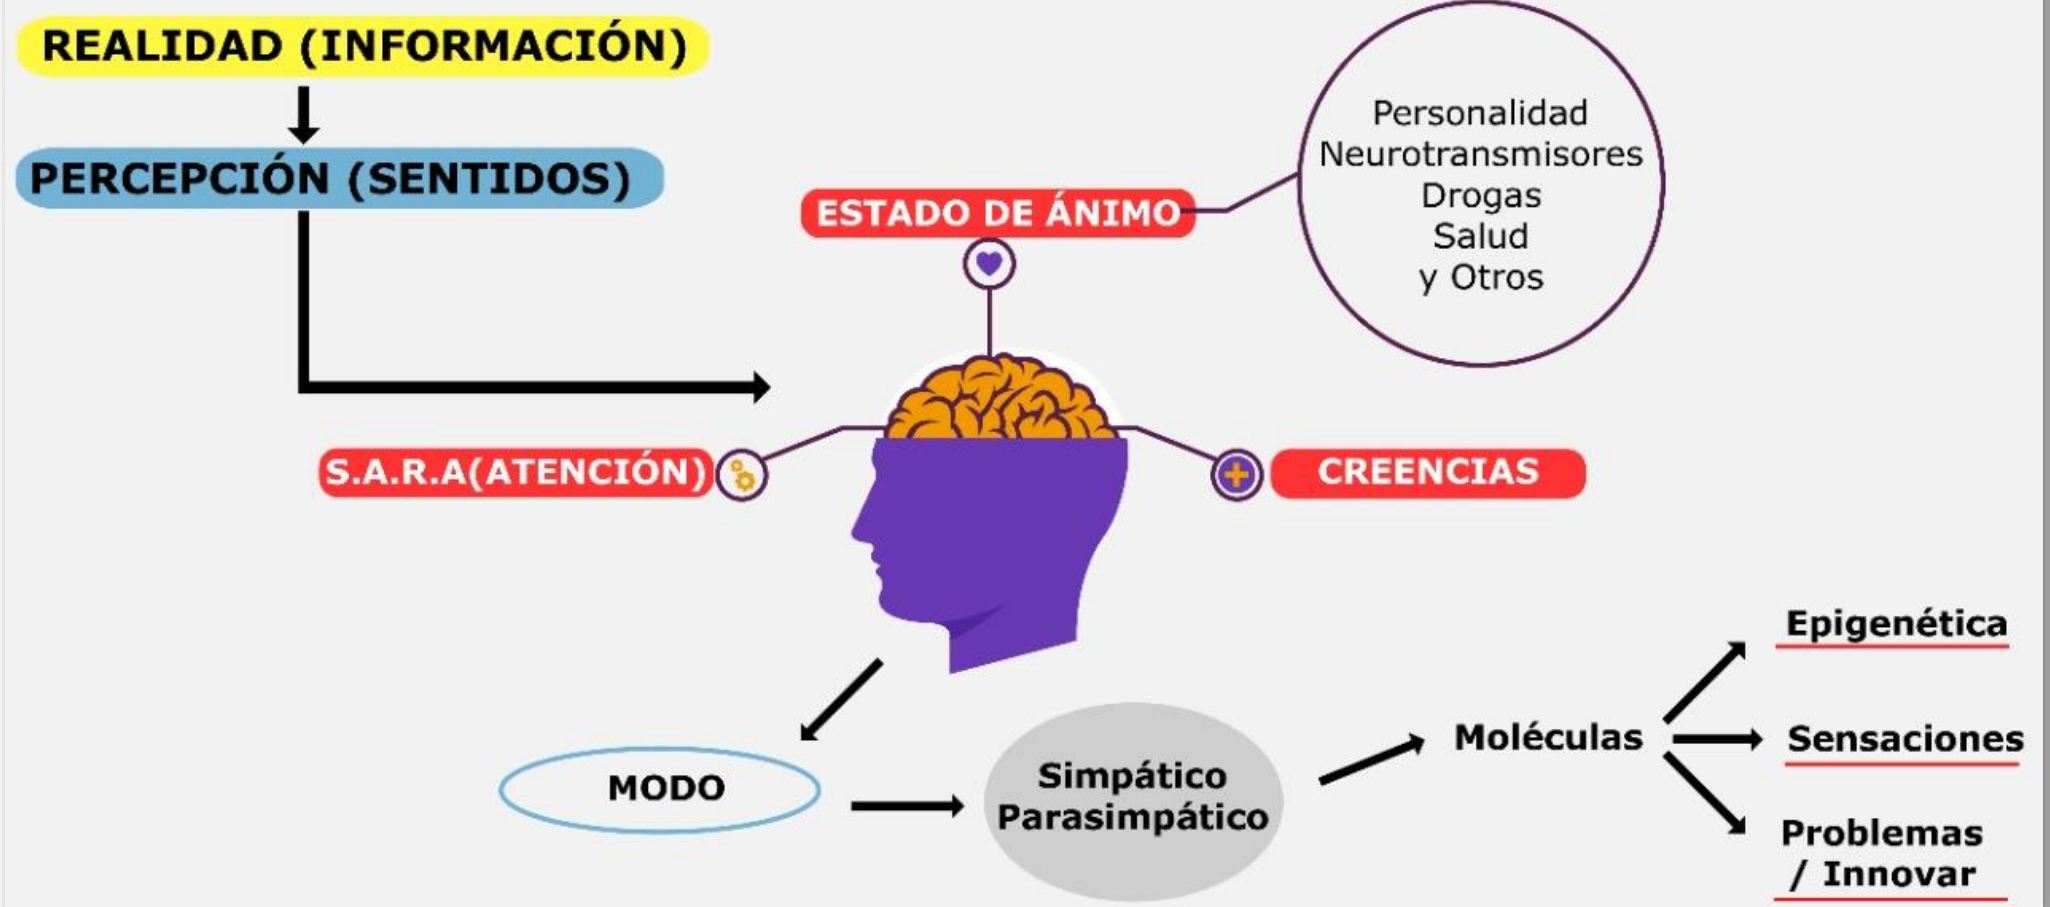 REALIDAD (INFORMACIÓN)
PERCEPCIÓN (SENTIDOS)
ESTADO DE ÁNIMO
Personalidad
Neurotransmisores
Drogas
Salud
y Otros
S.A.R.A(ATENCIÓN)
CREENCIAS
MODO
Simpático
Parasimpático
Moléculas
Epigenética
Sensaciones
Problemas
/ Innovar